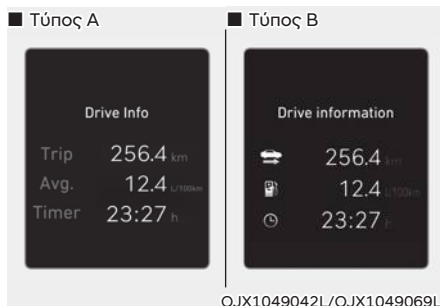 ■ Τύπος A
■ Τύπος B
Drive Info
Trip 256.4 km
Avg. 12.4 L/100km
Timer 23:27 h
Drive information
256.4 km
12.4 L/100km
23:27 h
OJX1049042L/OJX1049069L